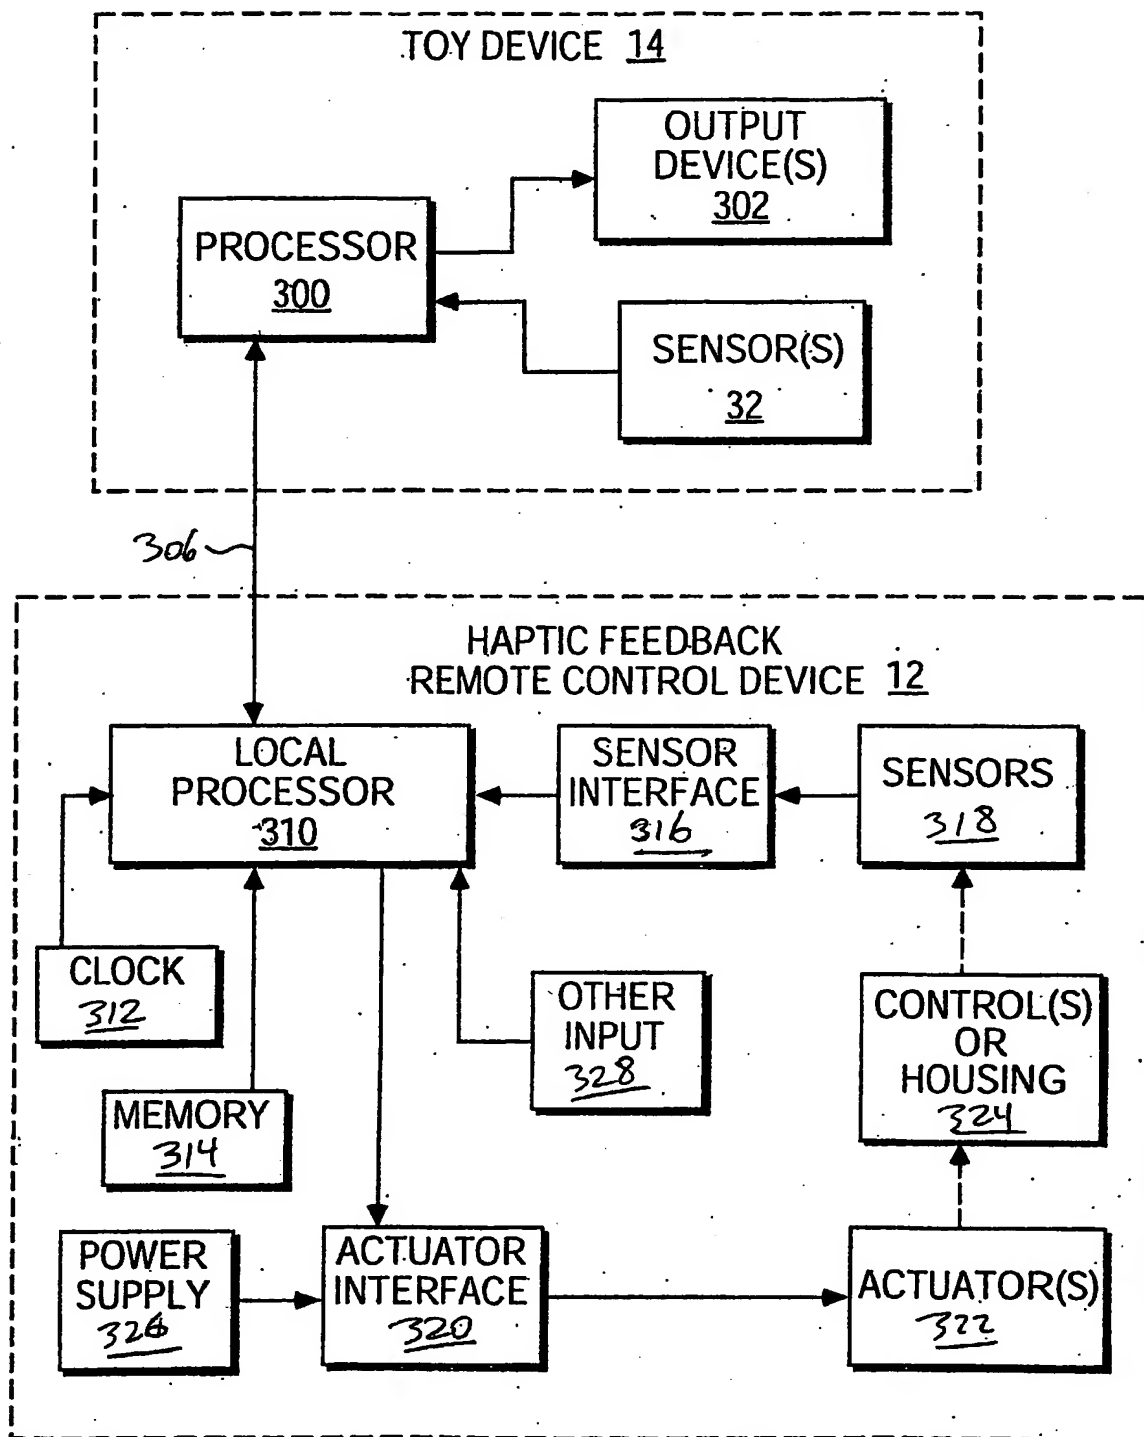 TOY DEVICE 14
OUTPUT
DEVICE(S)
302
PROCESSOR
300
SENSOR(S)
32
306
HAPTIC FEEDBACK
REMOTE CONTROL DEVICE 12
LOCAL
PROCESSOR
310
SENSOR
INTERFACE
316
SENSORS
318
CLOCK
312
OTHER
INPUT
328
CONTROL(S)
OR
HOUSING
324
MEMORY
314
POWER
SUPPLY
326
ACTUATOR
INTERFACE
320
ACTUATOR(S)
322